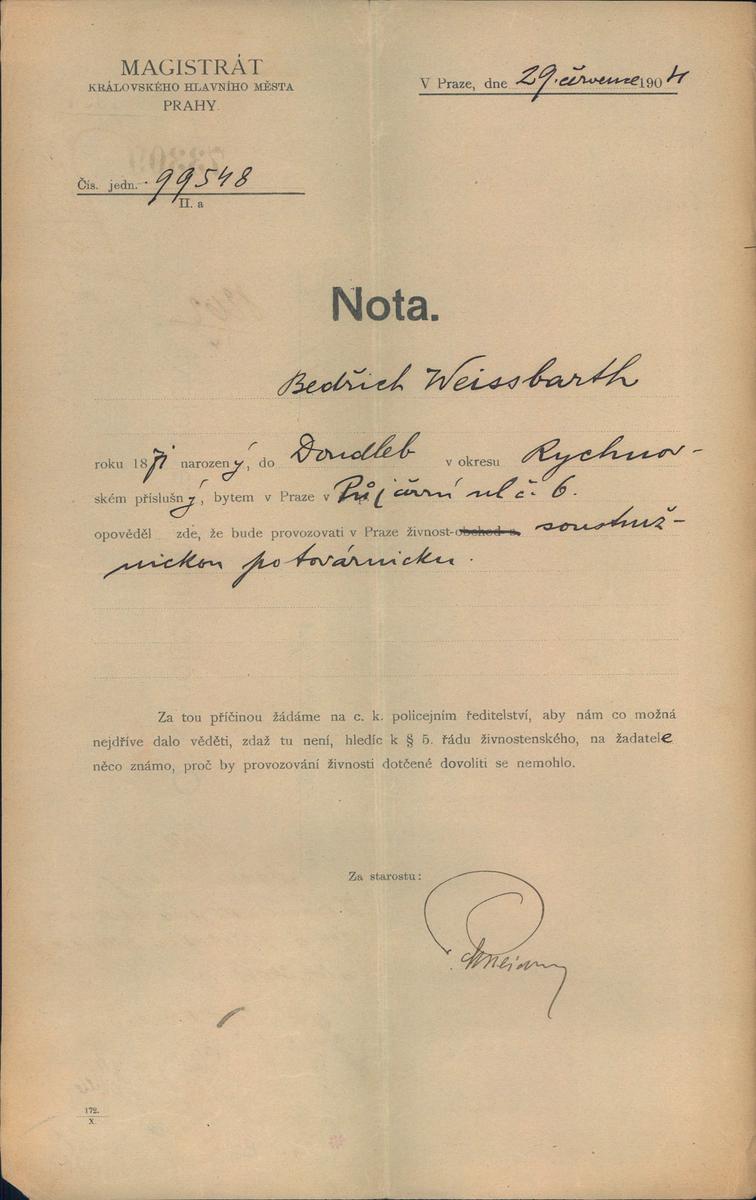 MAGISTRÁT
KRÁLOVSKÉHO HLAVNÍHO MĚSTA
PRAHY
V Praze, dne 29. července 1904
Čís. jedn. 99548
II. a
Nota.
Bedřich Weissbarth
roku 1871 narozený, do Doudleb v okresu Rychnov-
ském příslušný, bytem v Praze v Půjčovní ul č. 6.
opověděl zde, že bude provozovati v Praze živnost-obchod s soustruž-
nickou po továrnicku.
Za tou příčinou žádáme na c. k. policejním ředitelství, aby nám co možná
nejdříve dalo věděti, zdaž tu není, hledíc k § 5. řádu živnostenského, na žadatele
něco známo, proč by provozování živnosti dotčené dovoliti se nemohlo.
Za starostu:
172.
X.